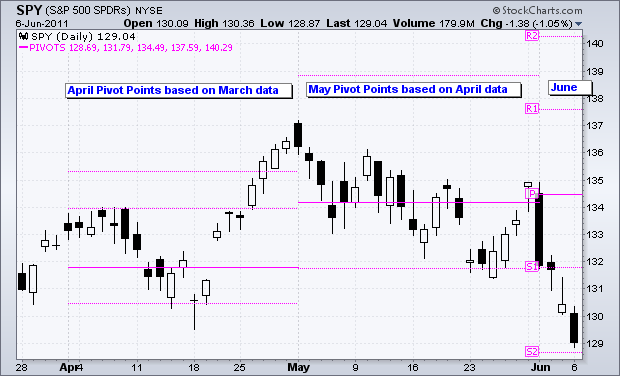 SPY (S&P 500 SPDRs) NYSE © StockCharts.com
6-Jun-2011 Open 130.09 High 130.36 Low 128.87 Last 129.04 Volume 179.9M Chg -1.38 (-1.05%)
SPY (Daily) 129.04
PIVOTS 128.69, 131.79, 134.49, 137.59, 140.29
R2
140
139
April Pivot Points based on March data
May Pivot Points based on April data
June
138
R1
137
136
135
P
134
133
132
S1
131
130
129
S2
28 Apr 4 11 18 25 May 9 16 23 Jun 6